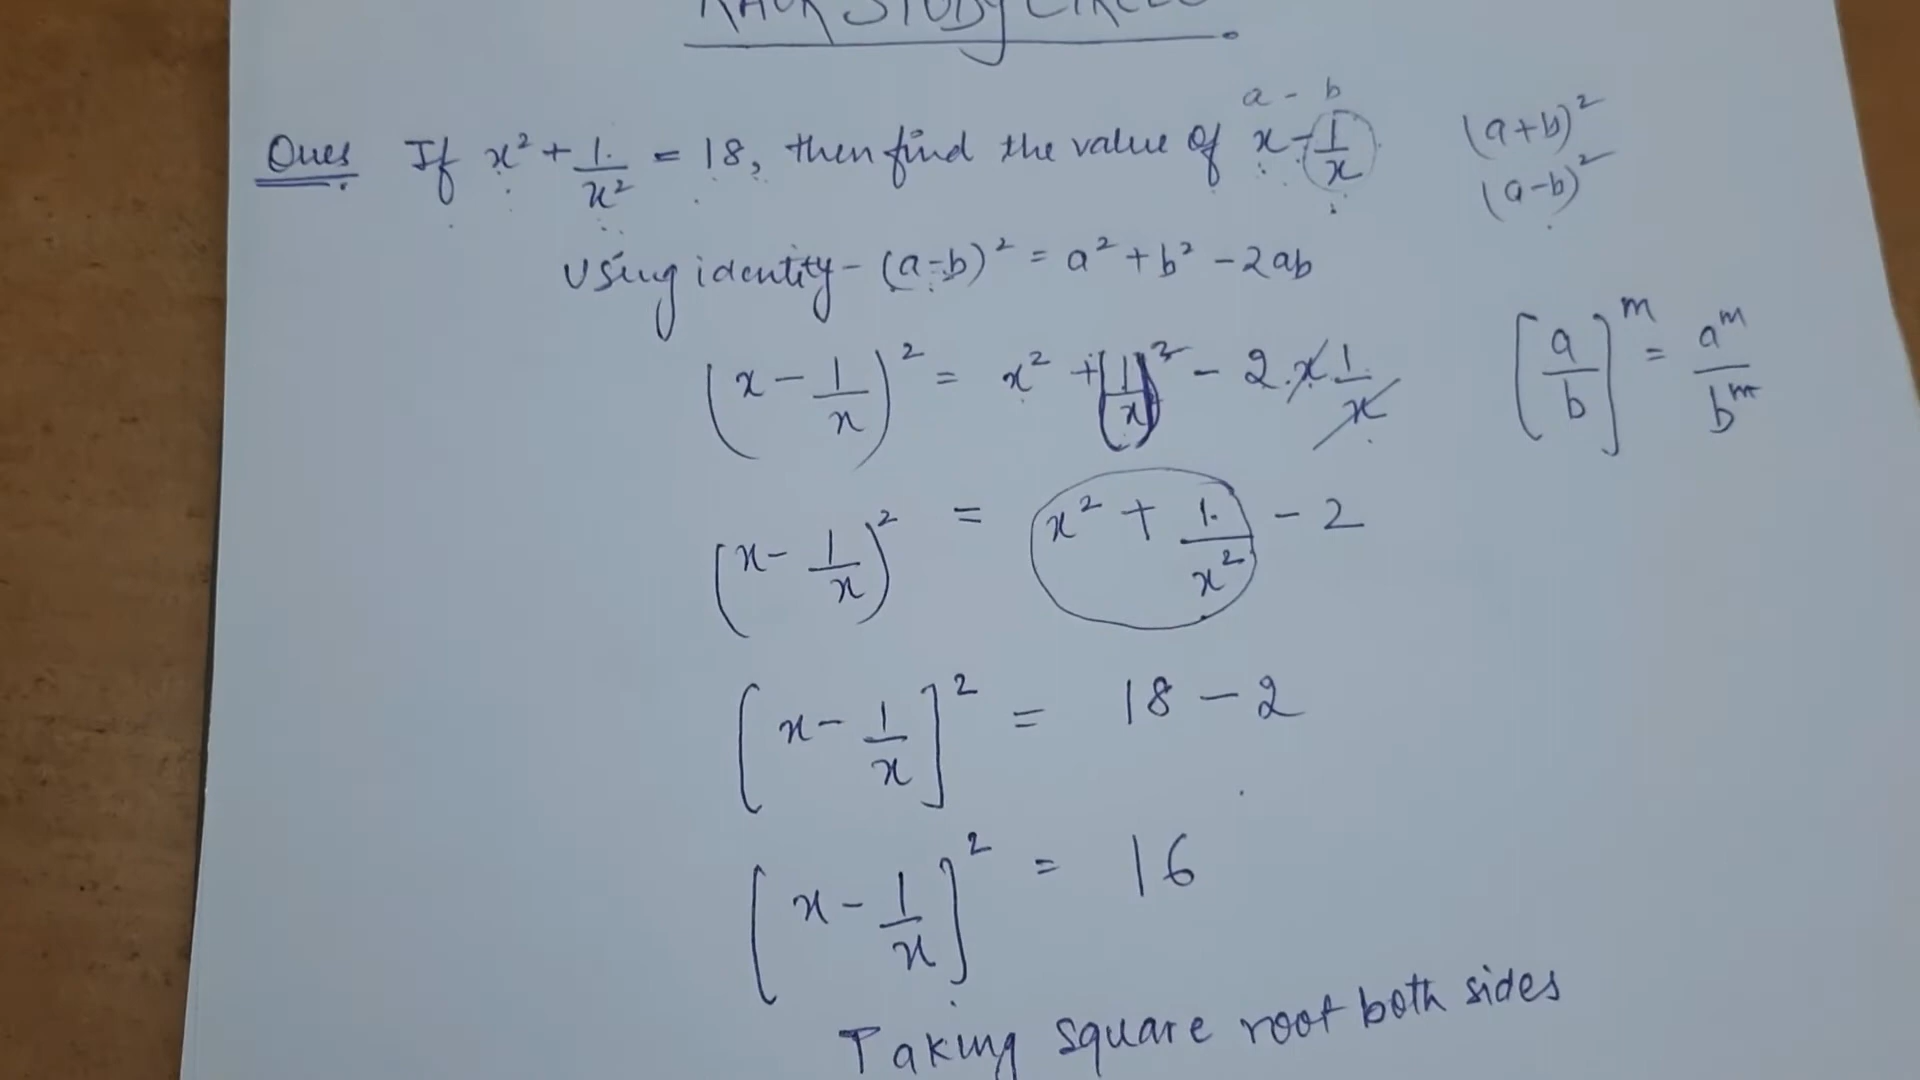 STUDY CIRCLE
a - b
Ques If x² + 1/x² = 18, then find the value of x - 1/x
(a+b)²
(a-b)²
Using identity - (a-b)² = a² + b² - 2ab
(x - 1/x)² = x² + (1/x)² - 2.x 1/x
[a/b]^m = a^m/b^m
(x - 1/x)² = x² + 1/x² - 2
[x - 1/x]² = 18 - 2
[x - 1/x]² = 16
Taking square root both sides